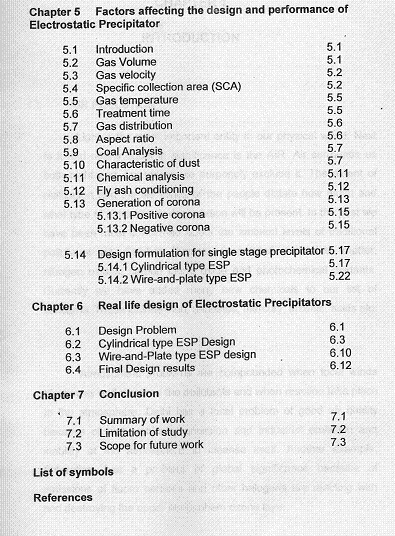 Chapter 5 Factors affecting the design and performance of
Electrostatic Precipitator
5.1 Introduction 5.1
5.2 Gas Volume 5.1
5.3 Gas velocity 5.2
5.4 Specific collection area (SCA) 5.2
5.5 Gas temperature 5.5
5.6 Treatment time 5.5
5.7 Gas distribution 5.6
5.8 Aspect ratio 5.6
5.9 Coal Analysis 5.7
5.10 Characteristic of dust 5.7
5.11 Chemical analysis 5.11
5.12 Fly ash conditioning 5.12
5.13 Generation of corona 5.13
5.13.1 Positive corona 5.15
5.13.2 Negative corona 5.15
5.14 Design formulation for single stage precipitator 5.17
5.14.1 Cylindrical type ESP 5.17
5.14.2 Wire-and-plate type ESP 5.22
Chapter 6 Real life design of Electrostatic Precipitators
6.1 Design Problem 6.1
6.2 Cylindrical type ESP Design 6.3
6.3 Wire-and-Plate type ESP design 6.10
6.4 Final Design results 6.12
Chapter 7 Conclusion
7.1 Summary of work 7.1
7.2 Limitation of study 7.2
7.3 Scope for future work 7.3
List of symbols
References